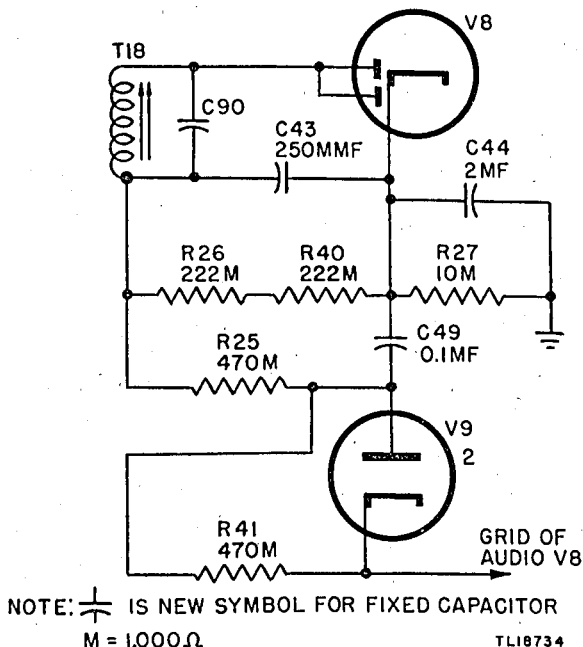 V8
T18
C90
C43
250MMF
C44
2MF
R26
222M
R40
222M
R27
10M
C49
0.1MF
R25
470M
V9
2
R41
470M
GRID OF
AUDIO V8
NOTE: IS NEW SYMBOL FOR FIXED CAPACITOR
M = 1,000Ω
TL18734